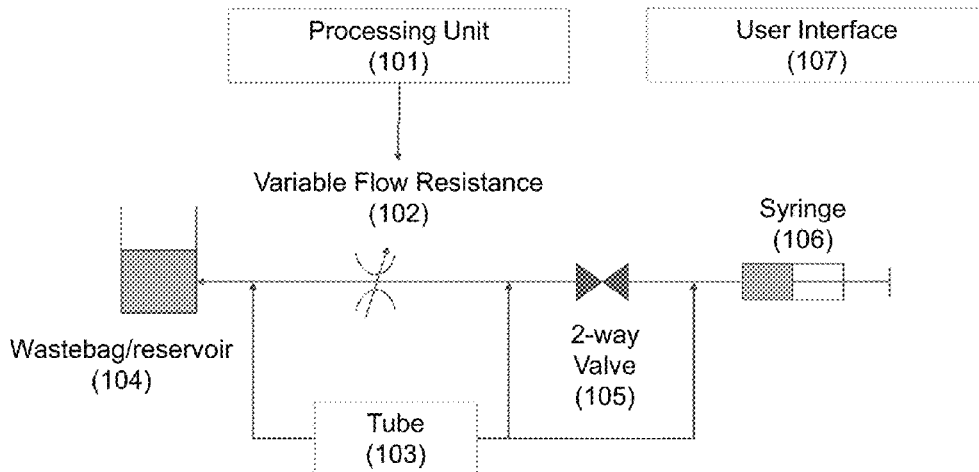 Processing Unit
(101)
User Interface
(107)
Variable Flow Resistance
(102)
Syringe
(106)
Wastebag/reservoir
(104)
2-way
Valve
(105)
Tube
(103)